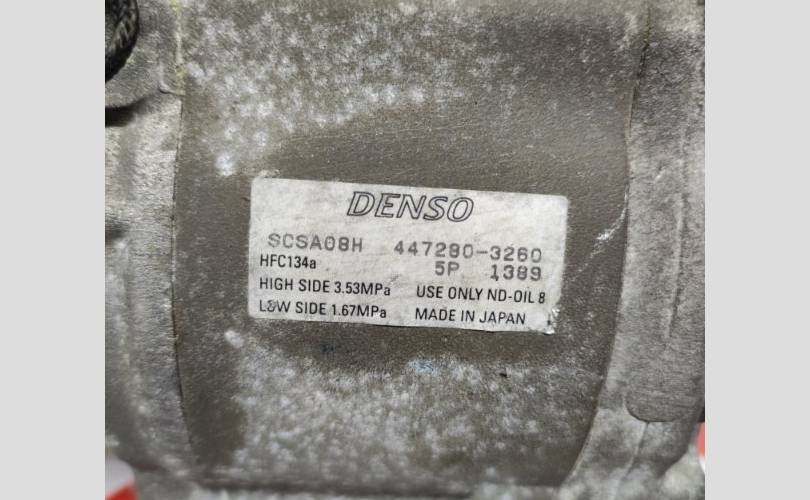 DENSO
SCSA08H 447280-3260
HFC134a 5P 1389
HIGH SIDE 3.53MPa USE ONLY ND-OIL 8
LOW SIDE 1.67MPa MADE IN JAPAN